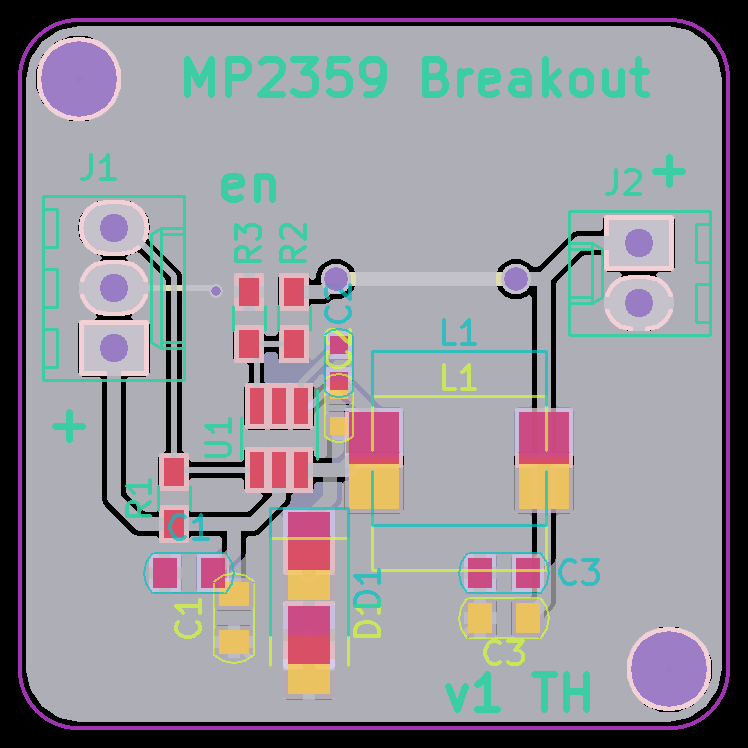 MP2359 Breakout
J1
+
J2
en
R3
R2
C2
L1
L1
+
U1
R1
C1
D1
C3
C1
D1
C3
v1 TH